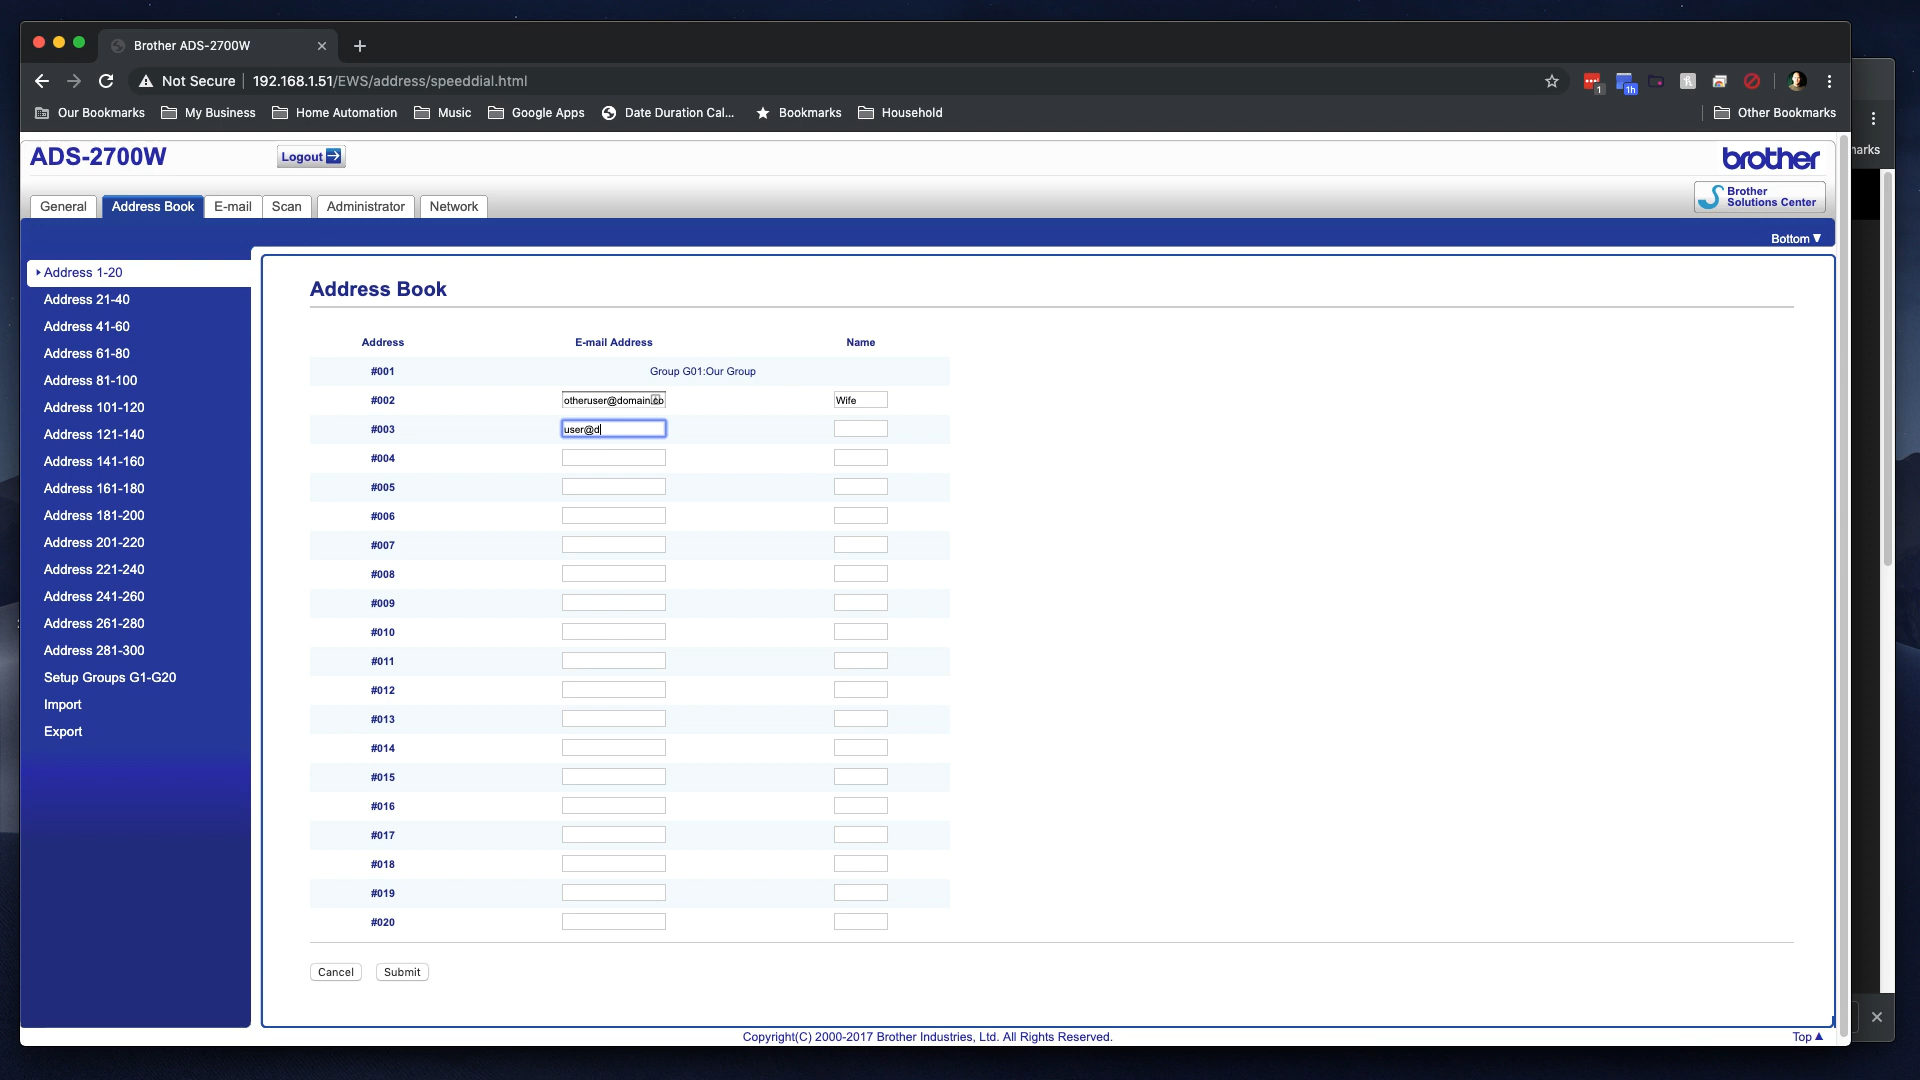 Brother ADS-2700W
Not Secure 192.168.1.51/EWS/address/speeddial.html
1
1h
Our Bookmarks My Business Home Automation Music Google Apps Date Duration Cal... Bookmarks Household Other Bookmarks
arks
ADS-2700W Logout brother
General Address Book E-mail Scan Administrator Network
Brother
Solutions Center
Bottom▼
Address 1-20
Address 21-40
Address 41-60
Address 61-80
Address 81-100
Address 101-120
Address 121-140
Address 141-160
Address 161-180
Address 181-200
Address 201-220
Address 221-240
Address 241-260
Address 261-280
Address 281-300
Setup Groups G1-G20
Import
Export
Address Book
Address E-mail Address Name
#001 Group G01:Our Group
#002 otheruser@domain.co Wife
#003 user@d
#004
#005
#006
#007
#008
#009
#010
#011
#012
#013
#014
#015
#016
#017
#018
#019
#020
Cancel Submit
Copyright(C) 2000-2017 Brother Industries, Ltd. All Rights Reserved.
Top▲